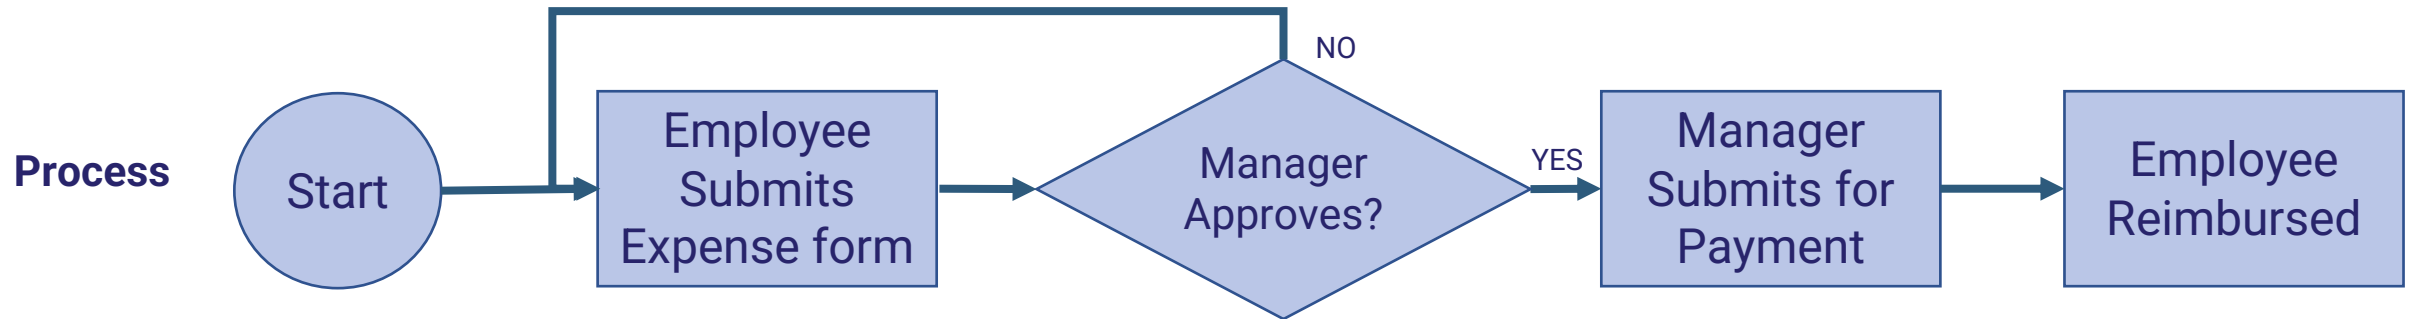 Process
Start
Employee
Submits
Expense form
Manager
Approves?
NO
YES
Manager
Submits for
Payment
Employee
Reimbursed